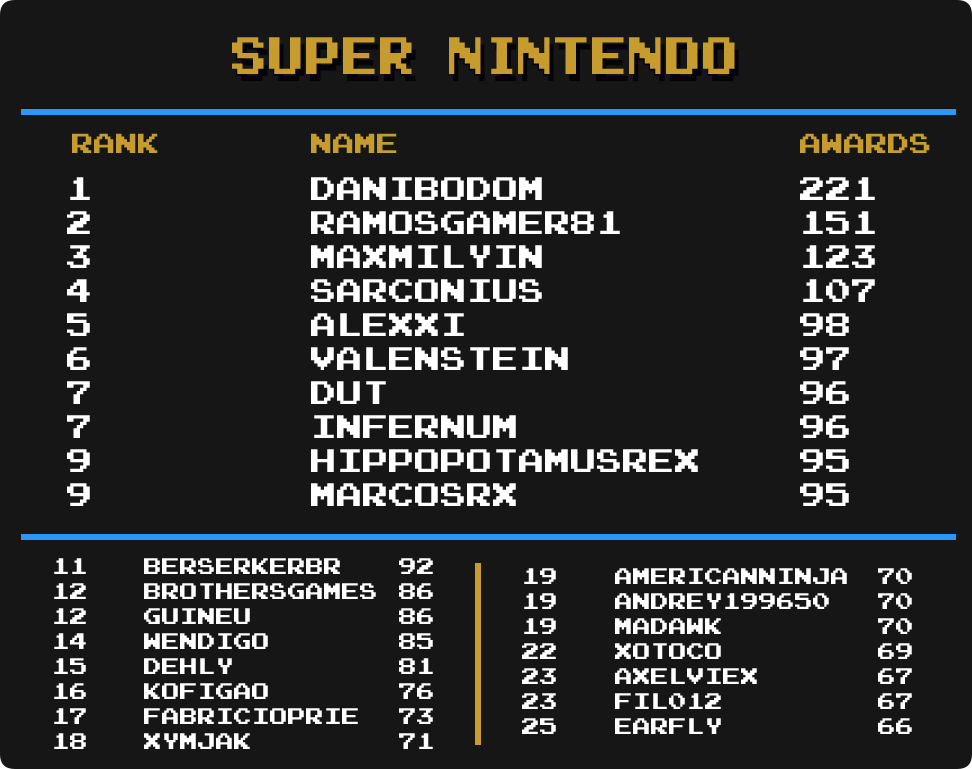 SUPER NINTENDO
RANK NAME AWARDS
1 DANIBODOM 221
2 RAMOSGAMER81 151
3 MAXMILYIN 123
4 SARCONIUS 107
5 ALEXXI 98
6 VALENSTEIN 97
7 DUT 96
7 INFERNUM 96
9 HIPPOPOTAMUSREX 95
9 MARCOSRX 95
11 BERSERKERBR 92
12 BROTHERSGAMES 86
12 GUINEU 86
14 WENDIGO 85
15 DEHLY 81
16 KOFIGAO 76
17 FABRICIOPRIE 73
18 XYMJAK 71
19 AMERICANNINJA 70
19 ANDREY199650 70
19 MADAWK 70
22 XOTOCO 69
23 AXELVIEX 67
23 FIL012 67
25 EARFLY 66